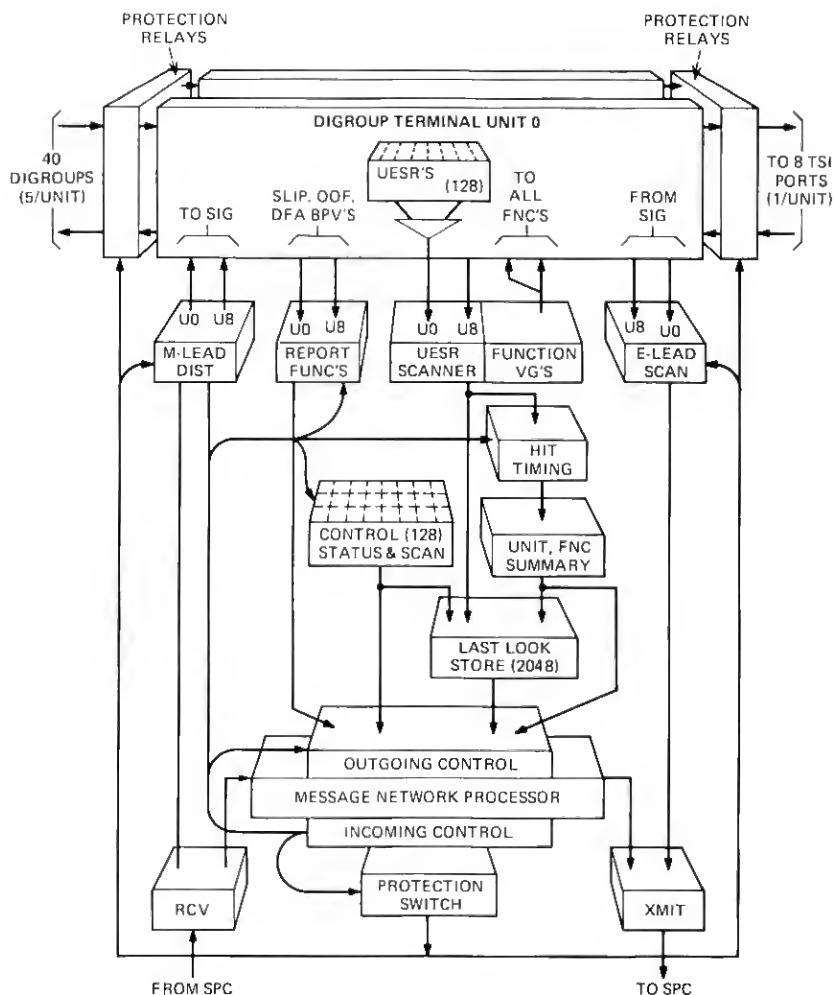 PROTECTION
RELAYS
PROTECTION
RELAYS
DIGROUP TERMINAL UNIT 0
40
DIGROUPS
(5/UNIT)
UESR'S
(128)
TO SIG
SLIP, OOF,
DFA BPV'S
TO
ALL
FNC'S
FROM
SIG
TO 8 TSI
PORTS
(1/UNIT)
U0 U8
M-LEAD
DIST
U0 U8
REPORT
FUNC'S
U0 U8
UESR
SCANNER
FUNCTION
VG'S
U8 U0
E-LEAD
SCAN
HIT
TIMING
CONTROL (128)
STATUS & SCAN
UNIT, FNC
SUMMARY
LAST LOOK
STORE (2048)
OUTGOING CONTROL
MESSAGE NETWORK PROCESSOR
INCOMING CONTROL
RCV
PROTECTION
SWITCH
XMIT
FROM SPC
TO SPC